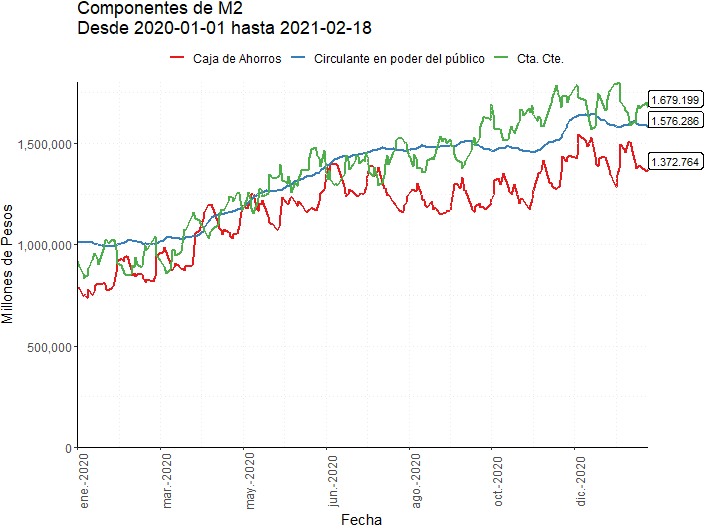 Componentes de M2
Desde 2020-01-01 hasta 2021-02-18
Caja de Ahorros Circulante en poder del público Cta. Cte.
Millones de Pesos
1,500,000
1,000,000
500,000
0
1.679.199
1.576.286
1.372.764
ene.-2020
mar.-2020
may.-2020
jun.-2020
ago.-2020
oct.-2020
dic.-2020
Fecha